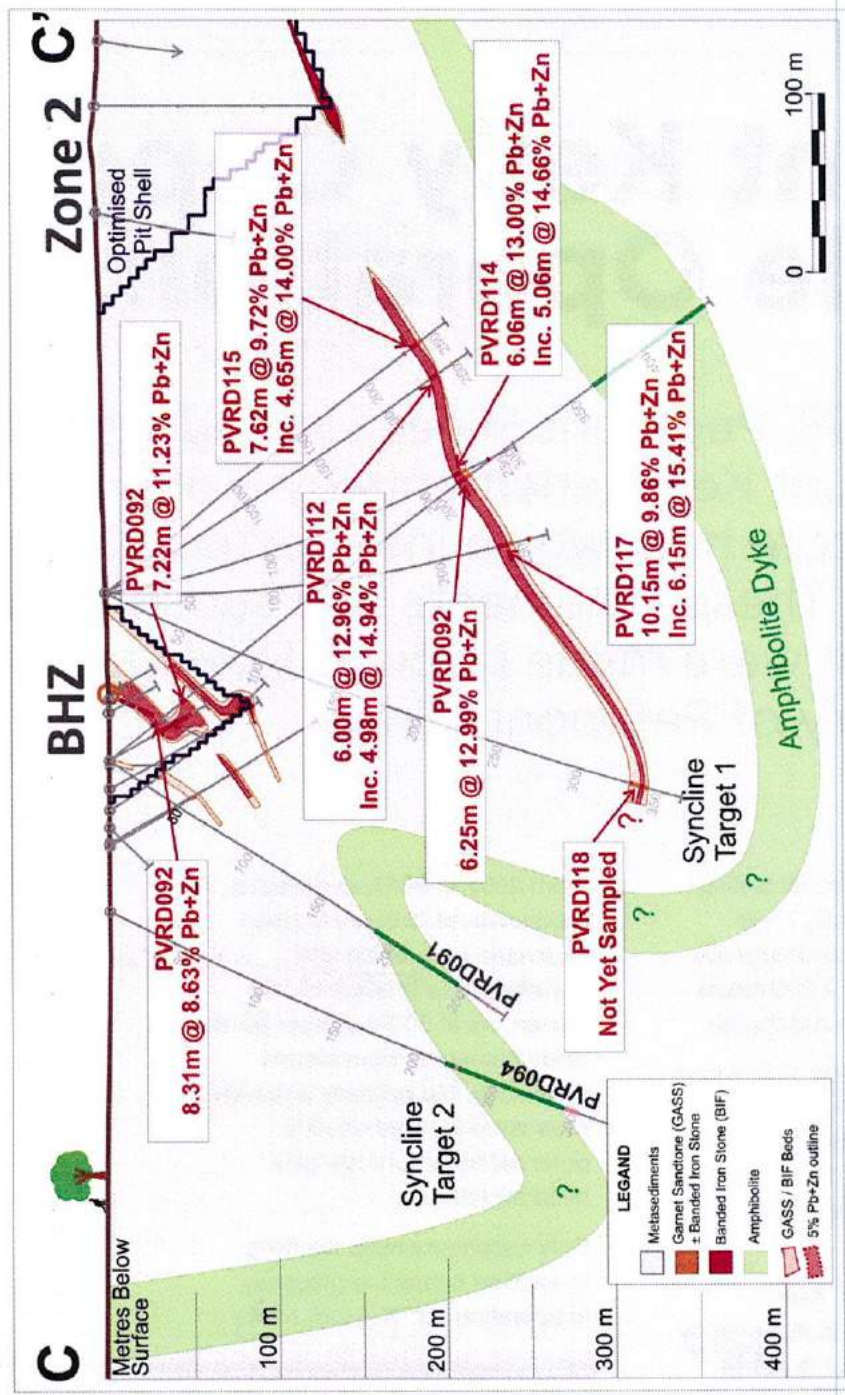 C
BHZ
Zone 2
C'
Metres Below
Surface
100 m
200 m
300 m
400 m
Optimised
Pit Shell
PVRD092
8.31m @ 8.63% Pb+Zn
PVRD092
7.22m @ 11.23% Pb+Zn
PVRD115
7.62m @ 9.72% Pb+Zn
Inc. 4.65m @ 14.00% Pb+Zn
PVRD112
6.00m @ 12.96% Pb+Zn
Inc. 4.98m @ 14.94% Pb+Zn
PVRD092
6.25m @ 12.99% Pb+Zn
PVRD114
6.06m @ 13.00% Pb+Zn
Inc. 5.06m @ 14.66% Pb+Zn
PVRD117
10.15m @ 9.86% Pb+Zn
Inc. 6.15m @ 15.41% Pb+Zn
PVRD118
Not Yet Sampled
PVRD091
PVRD094
Syncline
Target 2
Syncline
Target 1
Amphibolite Dyke
?
?
?
?
LEGAND
Metasediments
Garnet Sandtone (GASS)
± Banded Iron Stone
Banded Iron Stone (BIF)
Amphibolite
GASS / BIF Beds
5% Pb+Zn outline
0
100 m